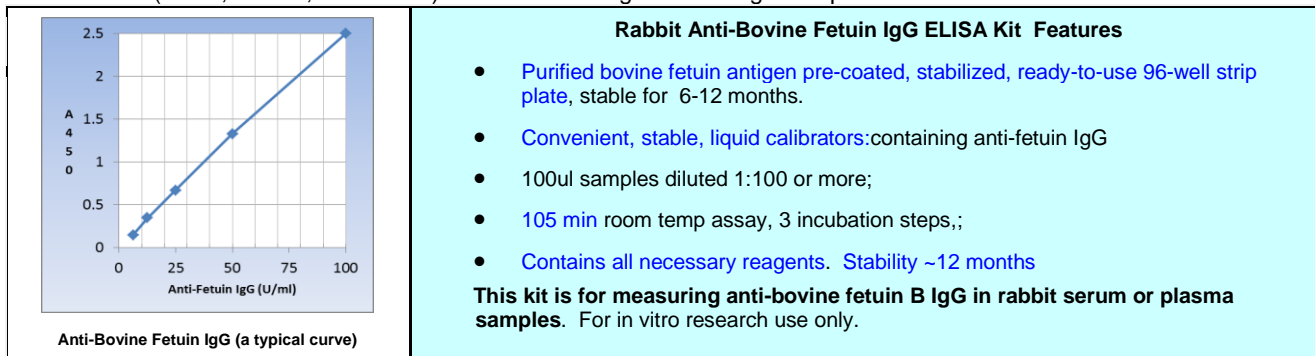 2.5
2
1.5
1
0.5
0
A
4
5
0
0 25 50 75 100
Anti-Fetuin IgG (U/ml)
Anti-Bovine Fetuin IgG (a typical curve)
Rabbit Anti-Bovine Fetuin IgG ELISA Kit Features
• Purified bovine fetuin antigen pre-coated, stabilized, ready-to-use 96-well strip
plate, stable for 6-12 months.
• Convenient, stable, liquid calibrators:containing anti-fetuin IgG
• 100ul samples diluted 1:100 or more;
• 105 min room temp assay, 3 incubation steps,;
• Contains all necessary reagents. Stability ~12 months
This kit is for measuring anti-bovine fetuin B IgG in rabbit serum or plasma
samples. For in vitro research use only.